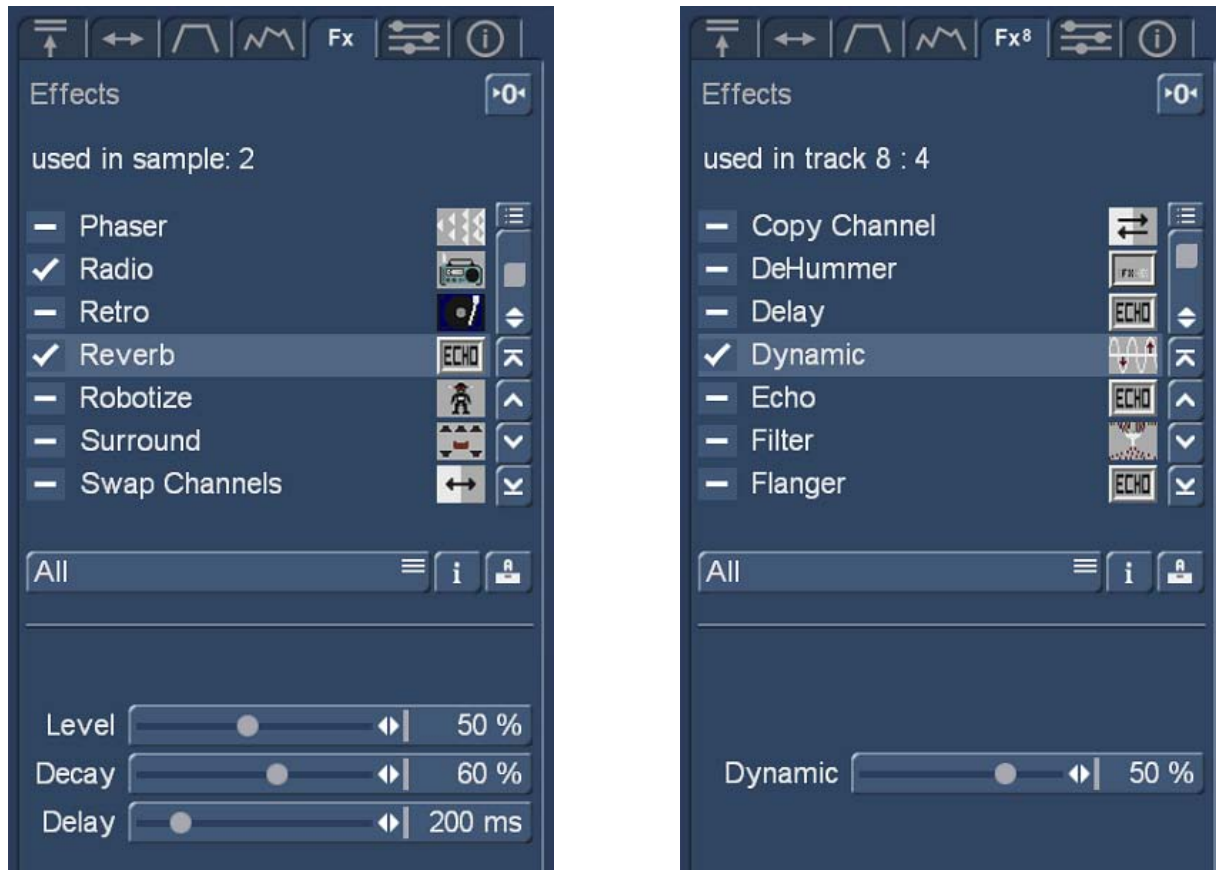 Fx
Effects
0
used in sample: 2
Phaser
Radio
Retro
Reverb ECHO
Robotize
Surround
Swap Channels
All i A
Level 50 %
Decay 60 %
Delay 200 ms
Fx8
Effects
0
used in track 8 : 4
Copy Channel
DeHummer
Delay ECHO
Dynamic
Echo ECHO
Filter
Flanger ECHO
All i A
Dynamic 50 %